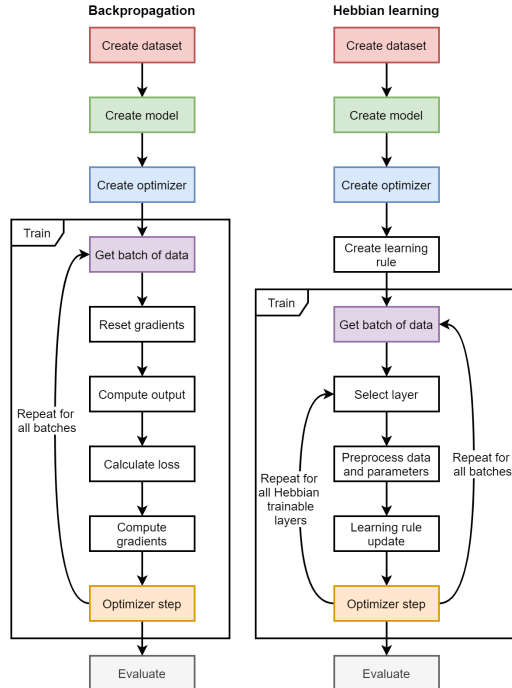 Backpropagation
Create dataset
Create model
Create optimizer
Train
Get batch of data
Reset gradients
Compute output
Repeat for
all batches
Calculate loss
Compute
gradients
Optimizer step
Evaluate
Hebbian learning
Create dataset
Create model
Create optimizer
Create learning
rule
Train
Get batch of data
Select layer
Preprocess data
and parameters
Repeat for
all Hebbian
trainable
layers
Repeat for
all batches
Learning rule
update
Optimizer step
Evaluate